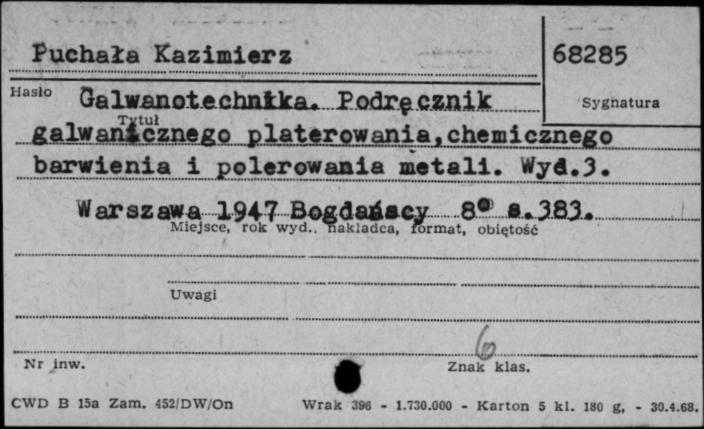 Puchała Kazimierz
68285
Hasło
Galwanotechnika. Podręcznik
Sygnatura
Tytuł
galwanicznego platerowania,chemicznego
barwienia i polerowania metali. Wyd.3.
Warszawa 1947 Bogdańscy 8° s.383.
Miejsce, rok wyd., nakładca, format, objętość
Uwagi
6
Nr inw.
Znak klas.
CWD B 15a Zam. 452/DW/On Wrak 396 - 1.730.000 - Karton 5 kl. 180 g, - 30.4.68.